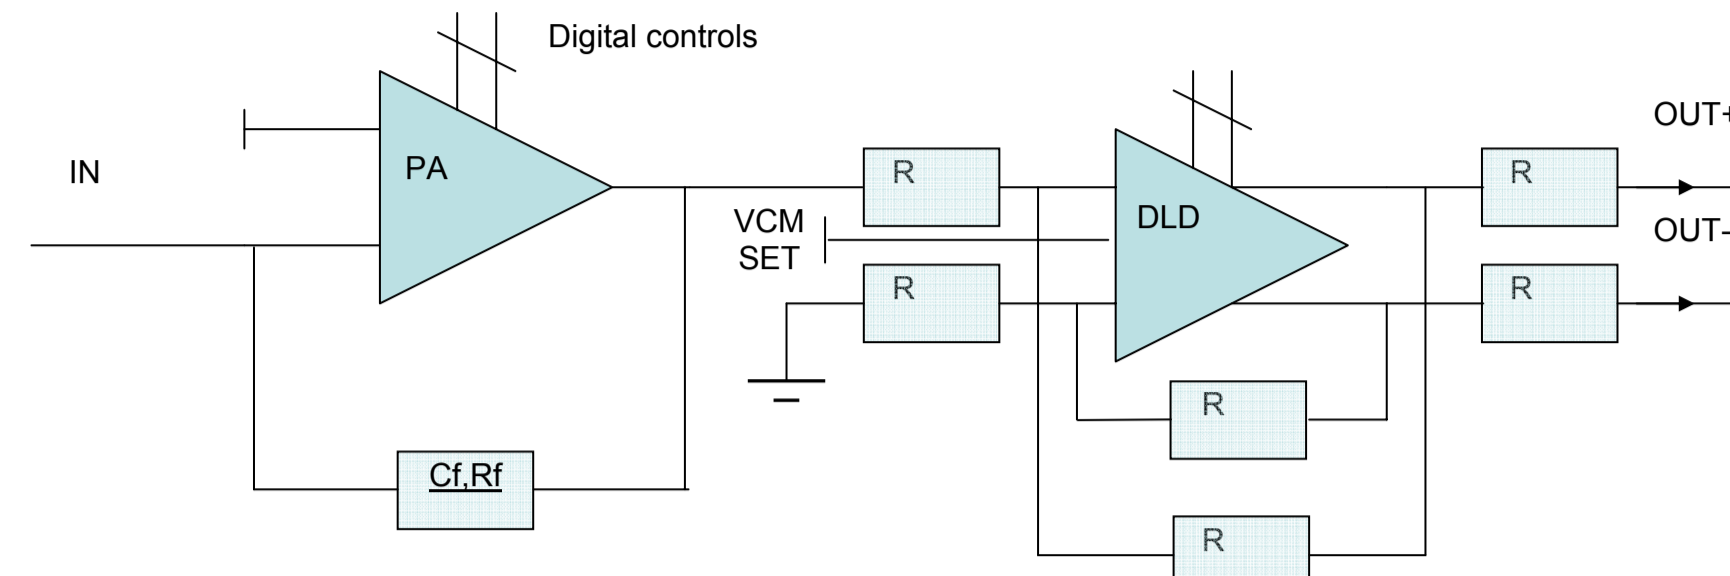 Digital controls
IN
PA
R
VCM
SET
R
DLD
R
R
OUT+
OUT-
R
R
Cf,Rf